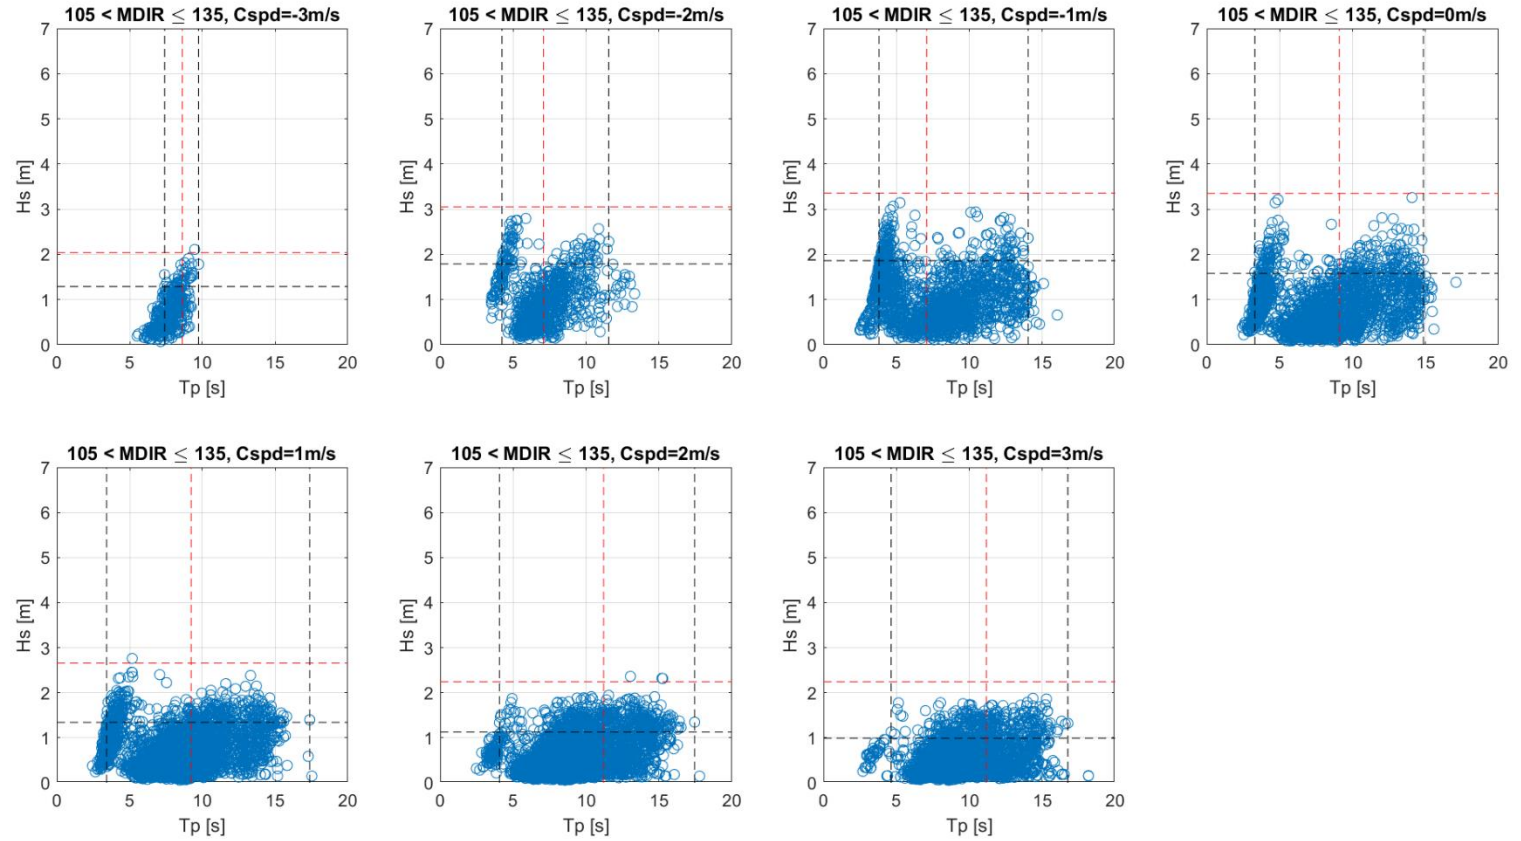 105 < MDIR ≤ 135, Cspd=-3m/s
7
6
5
4
3
2
1
0
Hs [m]
0 5 10 15 20
Tp [s]
105 < MDIR ≤ 135, Cspd=-2m/s
7
6
5
4
3
2
1
0
Hs [m]
0 5 10 15 20
Tp [s]
105 < MDIR ≤ 135, Cspd=-1m/s
7
6
5
4
3
2
1
0
Hs [m]
0 5 10 15 20
Tp [s]
105 < MDIR ≤ 135, Cspd=0m/s
7
6
5
4
3
2
1
0
Hs [m]
0 5 10 15 20
Tp [s]
105 < MDIR ≤ 135, Cspd=1m/s
7
6
5
4
3
2
1
0
Hs [m]
0 5 10 15 20
Tp [s]
105 < MDIR ≤ 135, Cspd=2m/s
7
6
5
4
3
2
1
0
Hs [m]
0 5 10 15 20
Tp [s]
105 < MDIR ≤ 135, Cspd=3m/s
7
6
5
4
3
2
1
0
Hs [m]
0 5 10 15 20
Tp [s]